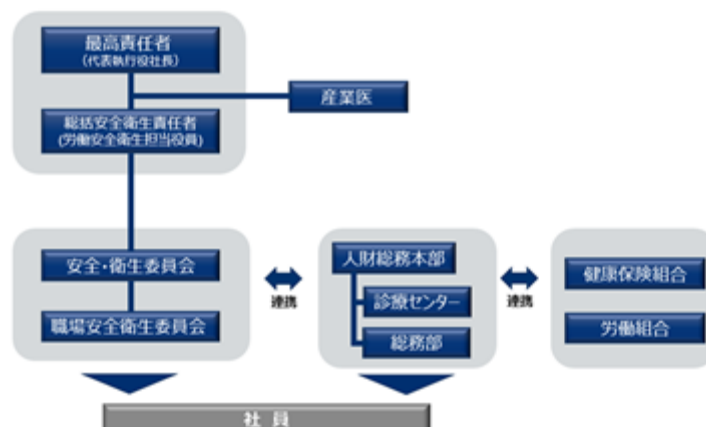 最高責任者
(代表執行役社長)
産業医
総括安全衛生責任者
(労働安全衛生担当役員)
安全・衛生委員会
職場安全衛生委員会
連携
人財総務本部
診療センター
総務部
連携
健康保険組合
労働組合
社員